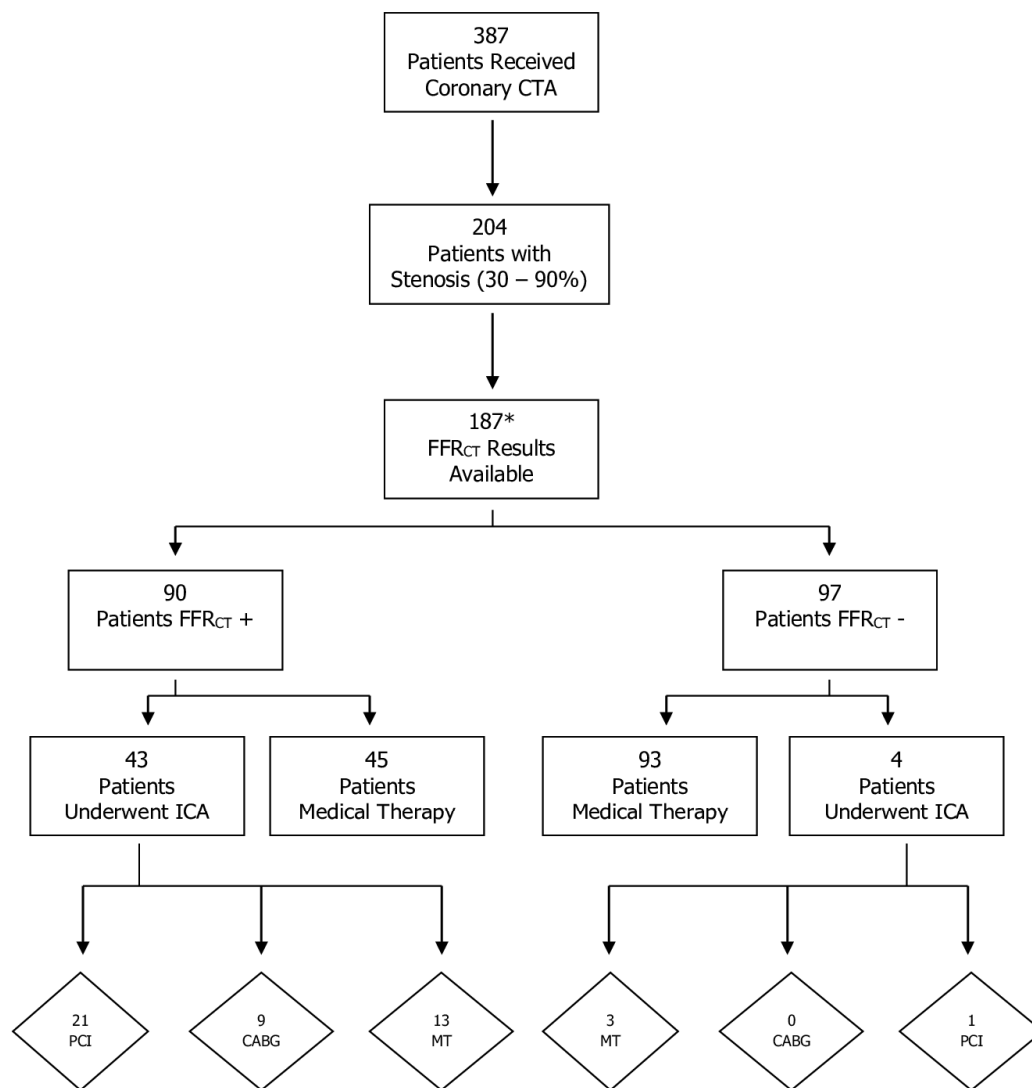 387
Patients Received
Coronary CTA
204
Patients with
Stenosis (30 – 90%)
187*
FFRCT Results
Available
90
Patients FFRCT +
97
Patients FFRCT -
43
Patients
Underwent ICA
45
Patients
Medical Therapy
93
Patients
Medical Therapy
4
Patients
Underwent ICA
21
PCI
9
CABG
13
MT
3
MT
0
CABG
1
PCI